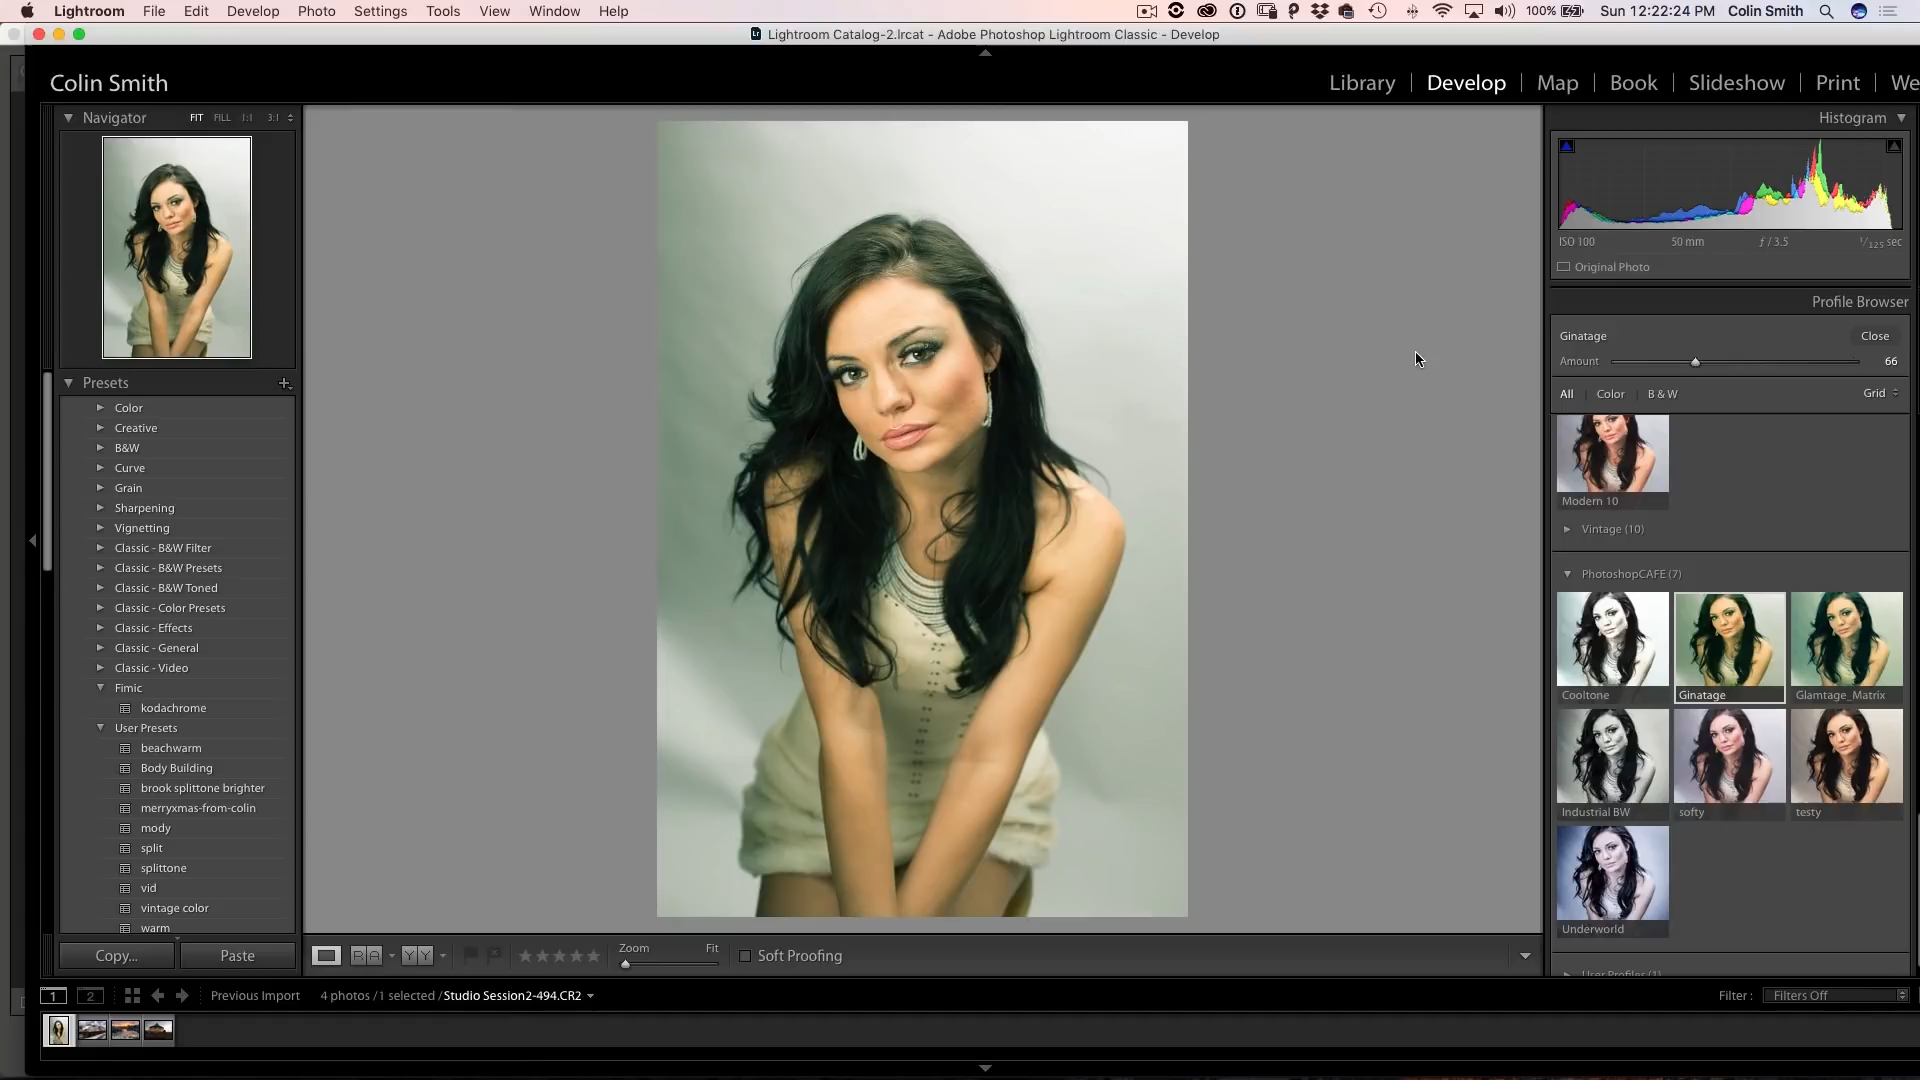 Lightroom File Edit Develop Photo Settings Tools View Window Help 100% Sun 12:22:24 PM Colin Smith
Lightroom Catalog-2.lrcat - Adobe Photoshop Lightroom Classic - Develop
Colin Smith
Library | Develop | Map | Book | Slideshow | Print | We
Navigator FIT FILL 1:1 3:1
Presets
Color
Creative
B&W
Curve
Grain
Sharpening
Vignetting
Classic - B&W Filter
Classic - B&W Presets
Classic - B&W Toned
Classic - Color Presets
Classic - Effects
Classic - General
Classic - Video
Fimic
kodachrome
User Presets
beachwarm
Body Building
brook splittone brighter
merryxmas-from-colin
mody
split
splittone
vid
vintage color
warm
Copy... Paste
R A Y Y Zoom Fit Soft Proofing
Histogram
ISO 100 50 mm ƒ / 3.5 1/125 sec
Original Photo
Profile Browser
Ginatage Close
Amount 66
All | Color | B & W Grid
Modern 10
Vintage (10)
PhotoshopCAFE (7)
Cooltone Ginatage Glamtage_Matrix
Industrial BW softy testy
Underworld
User Profiles (1)
1 2 Previous Import 4 photos / 1 selected / Studio Session2-494.CR2 Filter : Filters Off